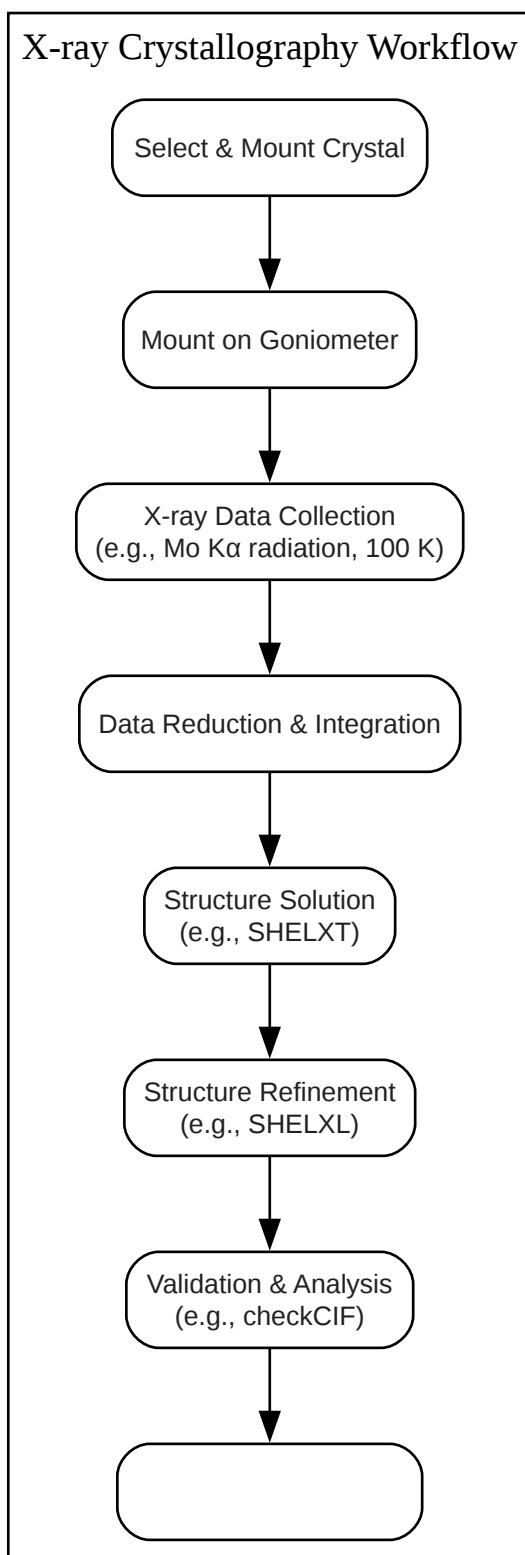 X-ray Crystallography Workflow
Select & Mount Crystal
Mount on Goniometer
X-ray Data Collection
(e.g., Mo Kα radiation, 100 K)
Data Reduction & Integration
Structure Solution
(e.g., SHELXT)
Structure Refinement
(e.g., SHELXL)
Validation & Analysis
(e.g., checkCIF)